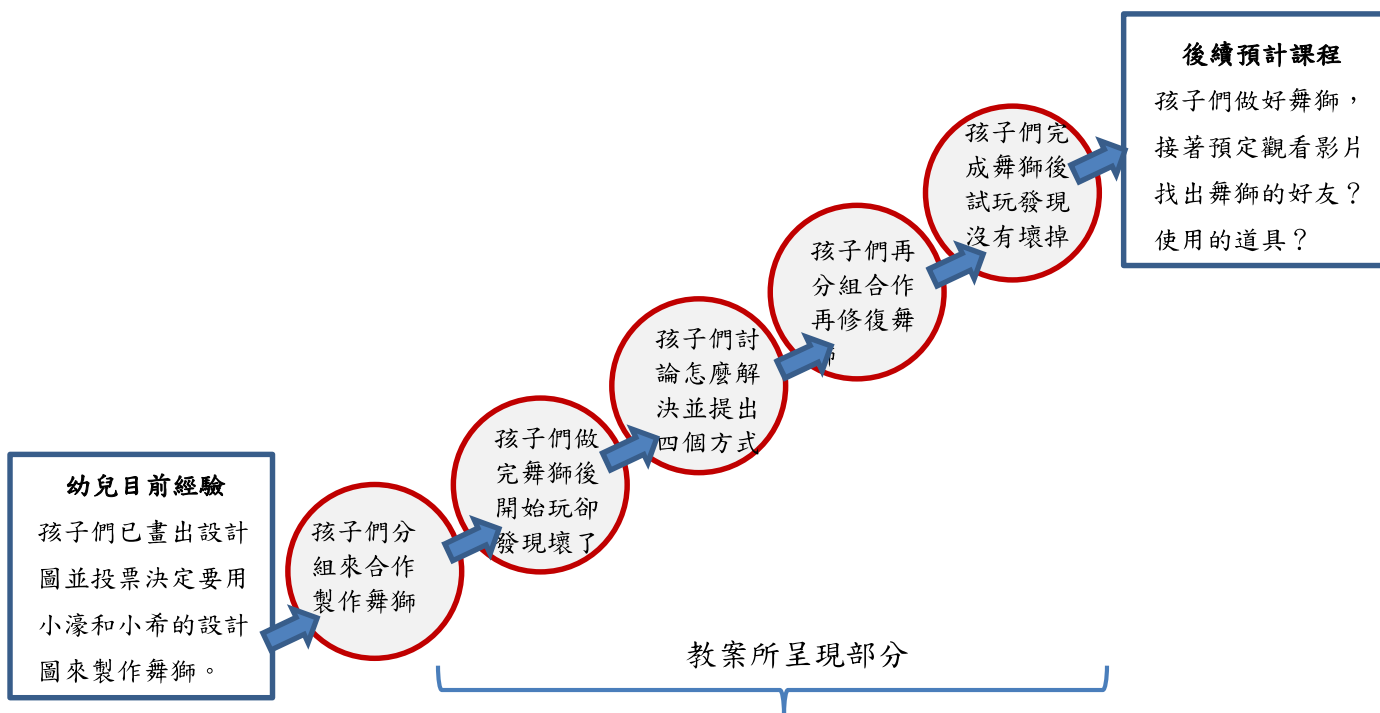 幼兒目前經驗
孩子們已畫出設計
圖並投票決定要用
小濠和小希的設計
圖來製作舞獅。
孩子們分
組來合作
製作舞獅
孩子們做
完舞獅後
開始玩卻
發現壞了
孩子們討
論怎麼解
決並提出
四個方式
孩子們再
分組合作
再修復舞
孩子們完
成舞獅後
試玩發現
沒有壞掉
後續預計課程
孩子們做好舞獅，
接著預定觀看影片
找出舞獅的好友？
使用的道具？
教案所呈現部分